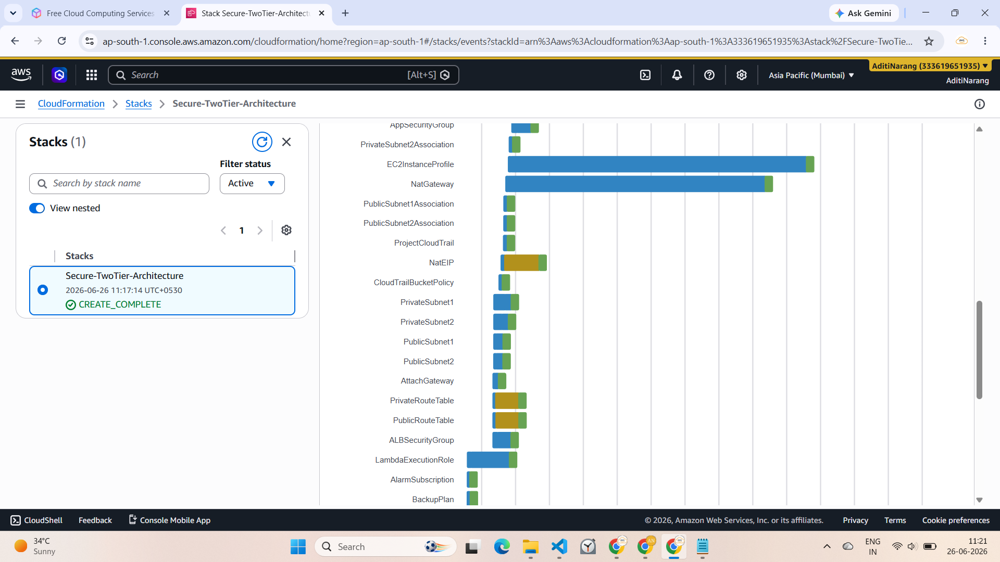 Free Cloud Computing Services
Stack Secure-TwoTier-Architectu
Ask Gemini
ap-south-1.console.aws.amazon.com/cloudformation/home?region=ap-south-1#/stacks/events?stackId=arn%3Aaws%3Acloudformation%3Aap-south-1%3A333619651935%3Astack%2FSecure-TwoTie...
aws
Search
[Alt+S]
Asia Pacific (Mumbai)
AditiNarang (333619651935)
AditiNarang
CloudFormation
Stacks
Secure-TwoTier-Architecture
Stacks (1)
Filter status
Search by stack name
Active
View nested
1
Stacks
Secure-TwoTier-Architecture
2026-06-26 11:17:14 UTC+0530
CREATE_COMPLETE
AppSecurityGroup
PrivateSubnet2Association
EC2InstanceProfile
NatGateway
PublicSubnet1Association
PublicSubnet2Association
ProjectCloudTrail
NatEIP
CloudTrailBucketPolicy
PrivateSubnet1
PrivateSubnet2
PublicSubnet1
PublicSubnet2
AttachGateway
PrivateRouteTable
PublicRouteTable
ALBSecurityGroup
LambdaExecutionRole
AlarmSubscription
BackupPlan
CloudShell
Feedback
Console Mobile App
© 2026, Amazon Web Services, Inc. or its affiliates.
Privacy
Terms
Cookie preferences
34°C
Sunny
Search
AN
ENG
IN
11:21
26-06-2026